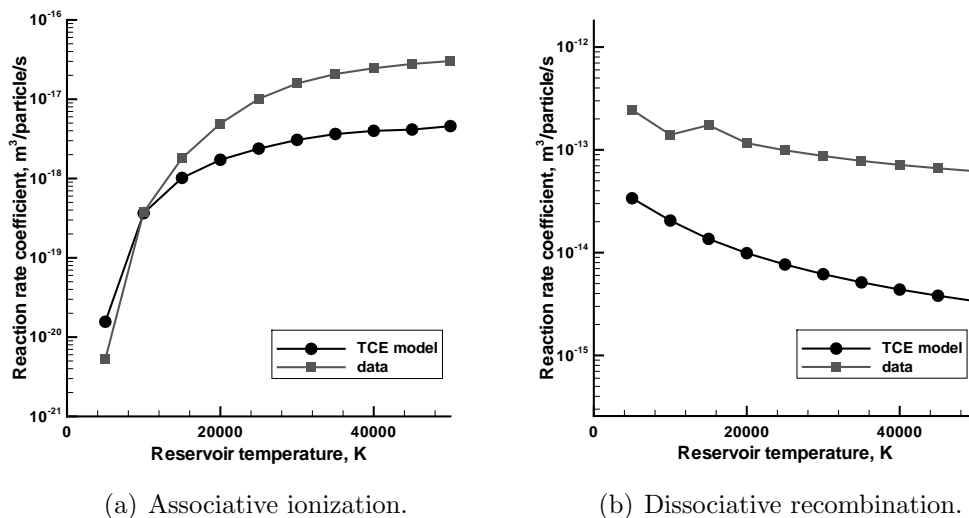 10^-16
10^-17
10^-18
10^-19
10^-20
10^-21
Reaction rate coefficient, m^3/particle/s
TCE model
data
0
20000
40000
Reservoir temperature, K
(a) Associative ionization.
10^-12
10^-13
10^-14
10^-15
Reaction rate coefficient, m^3/particle/s
TCE model
data
0
20000
40000
Reservoir temperature, K
(b) Dissociative recombination.